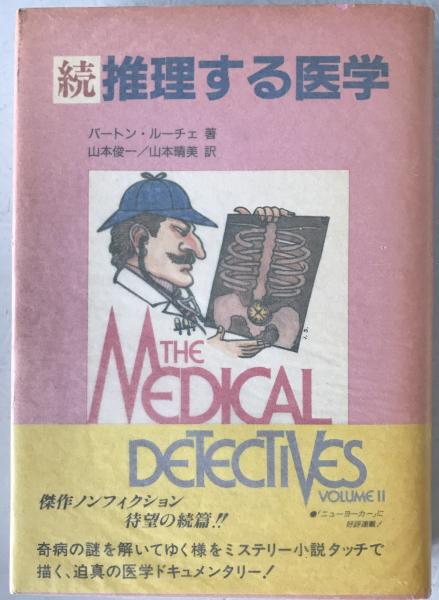 続 推理する医学
バートン・ルーチェ 著
山本俊一／山本晴美 訳
THE
MEDICAL
DETECTIVES
VOLUME II
傑作ノンフィクション
待望の続篇!!
●「ニューヨーカー」に
好評連載！
奇病の謎を解いてゆく様をミステリー小説タッチで
描く、迫真の医学ドキュメンタリー！